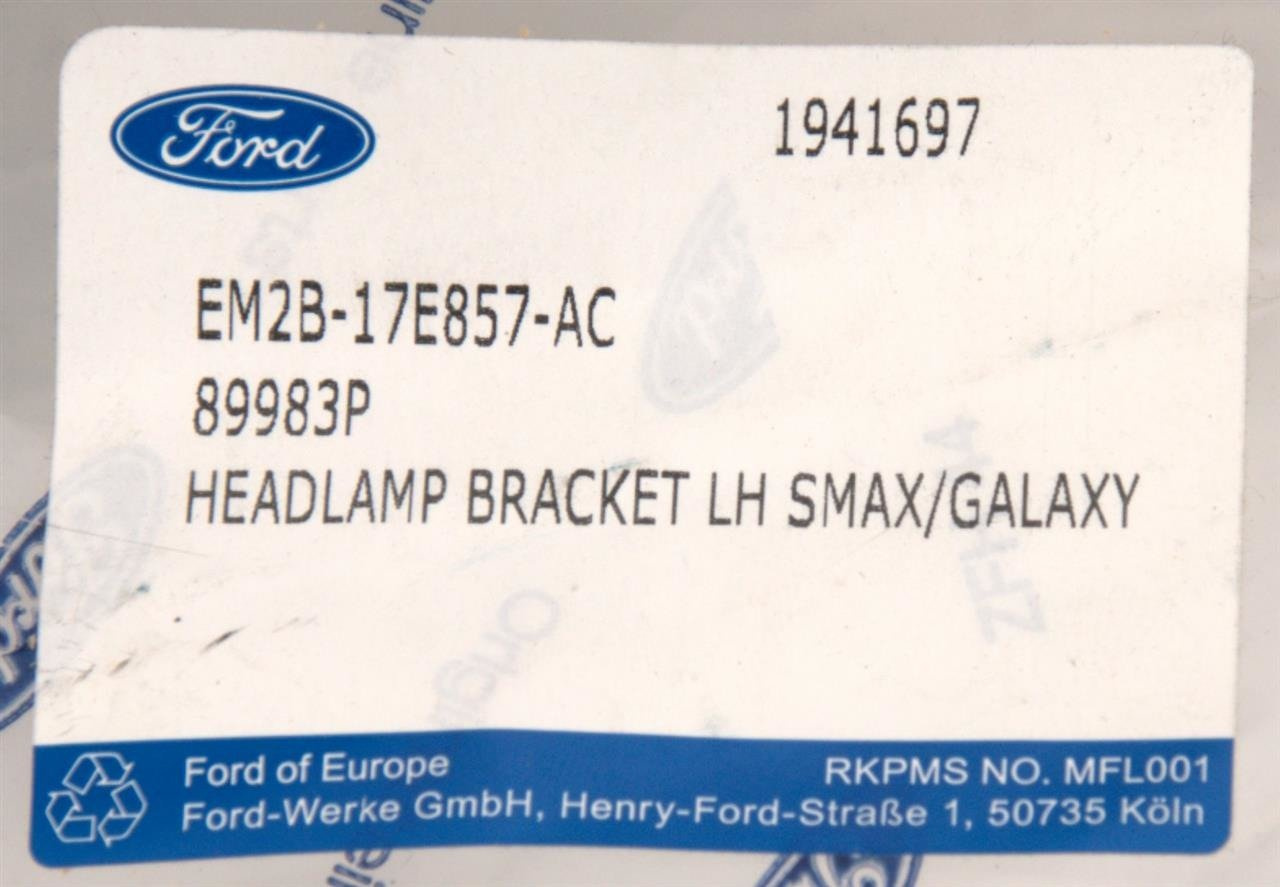 Ford
1941697
EM2B-17E857-AC
89983P
HEADLAMP BRACKET LH SMAX/GALAXY
Ford of Europe
RKPMS NO. MFL001
Ford-Werke GmbH, Henry-Ford-Straße 1, 50735 Köln